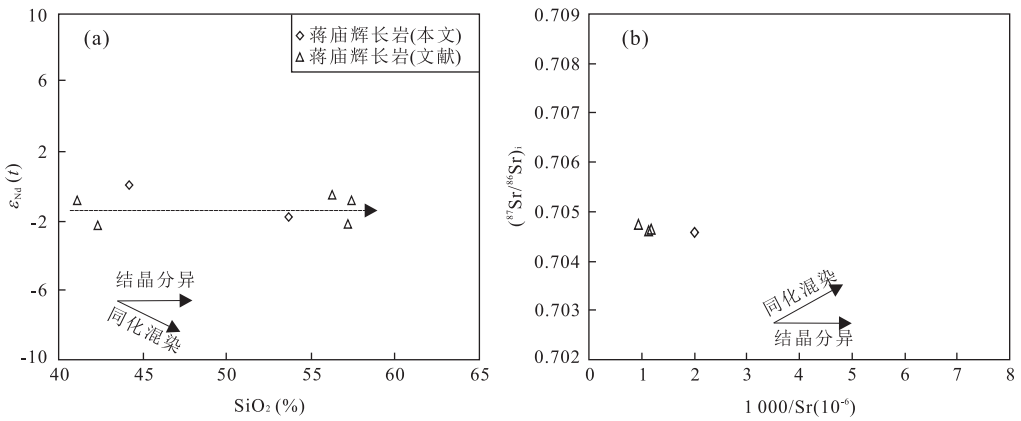 (a)
蒋庙辉长岩(本文)
蒋庙辉长岩(文献)
10
6
2
-2
-6
-10
εNd(t)
结晶分异
同化混染
40 45 50 55 60 65
SiO₂(%)
(b)
0.709
0.708
0.707
0.706
0.705
0.704
0.703
0.702
(⁸⁷Sr/⁸⁶Sr)ᵢ
同化混染
结晶分异
0 1 2 3 4 5 6 7 8
1 000/Sr(10⁻⁶)